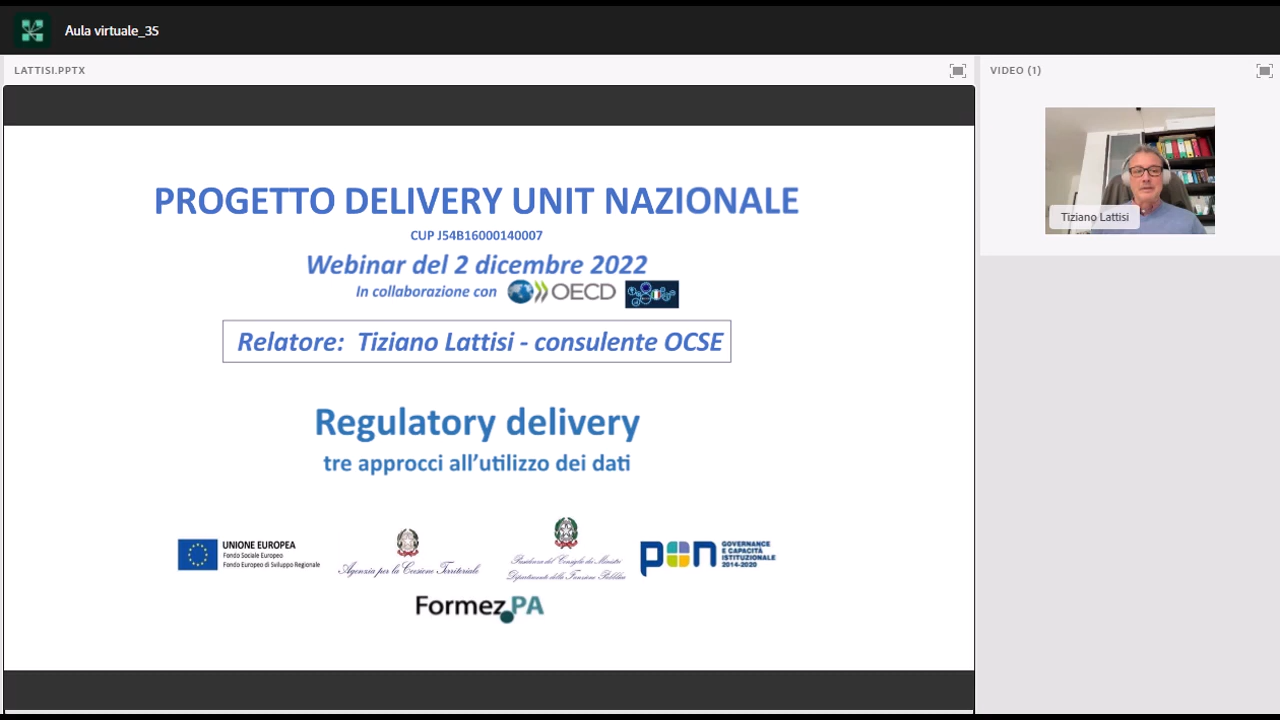 Aula virtuale_35
LATTISI.PPTX
VIDEO (1)
PROGETTO DELIVERY UNIT NAZIONALE
CUP J54B16000140007
Webinar del 2 dicembre 2022
In collaborazione con OECD
Relatore: Tiziano Lattisi - consulente OCSE
Regulatory delivery
tre approcci all'utilizzo dei dati
Tiziano Lattisi
UNIONE EUROPEA
Fondo Sociale Europeo
Fondo Europeo di Sviluppo Regionale
Agenzia per la Coesione Territoriale
Presidenza del Consiglio dei Ministri
Dipartimento della Funzione Pubblica
pon GOVERNANCE
E CAPACITÀ
ISTITUZIONALE
2014-2020
Formez PA